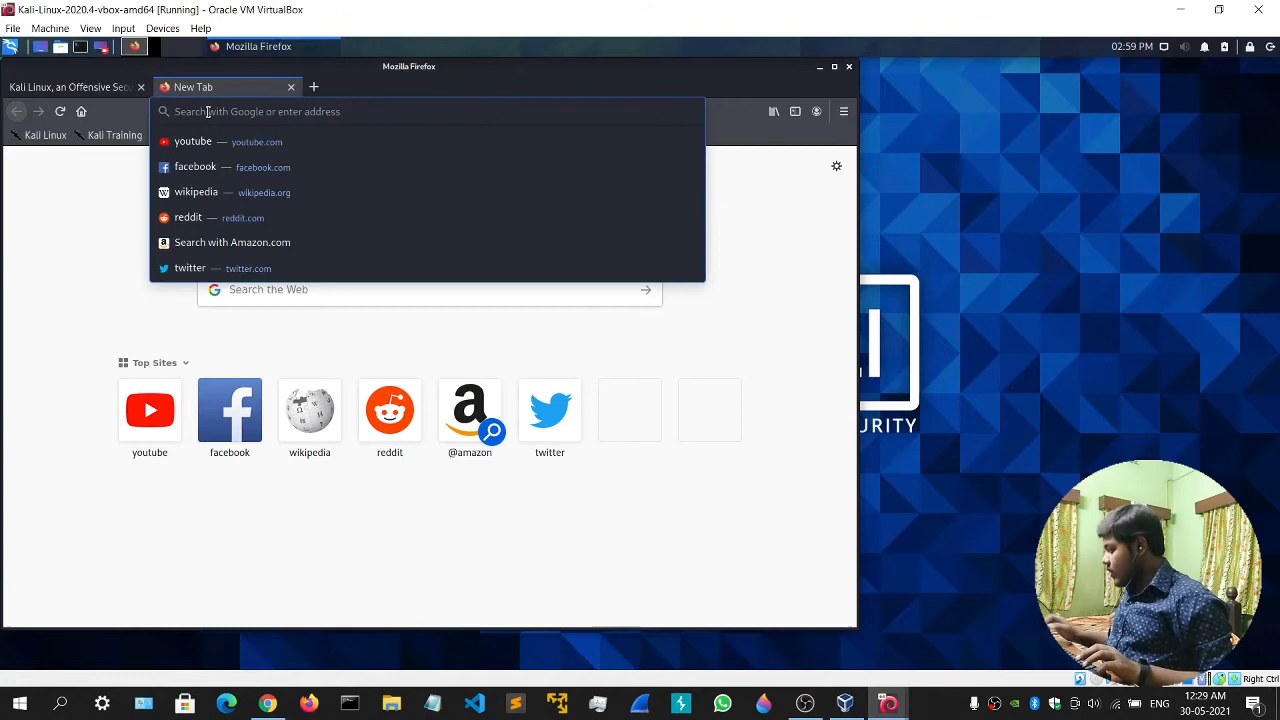 Kali-Linux-2020.4-vbox-amd64 [Running] - Oracle VM VirtualBox
File Machine View Input Devices Help
Mozilla Firefox 02:59 PM
Mozilla Firefox
Kali Linux, an Offensive Sec New Tab
Search with Google or enter address
Kali Linux Kali Training
youtube — youtube.com
facebook — facebook.com
wikipedia — wikipedia.org
reddit — reddit.com
Search with Amazon.com
twitter — twitter.com
Search the Web
Top Sites
youtube facebook wikipedia reddit @amazon twitter
URITY
Right Ctrl
12:29 AM
30-05-2021